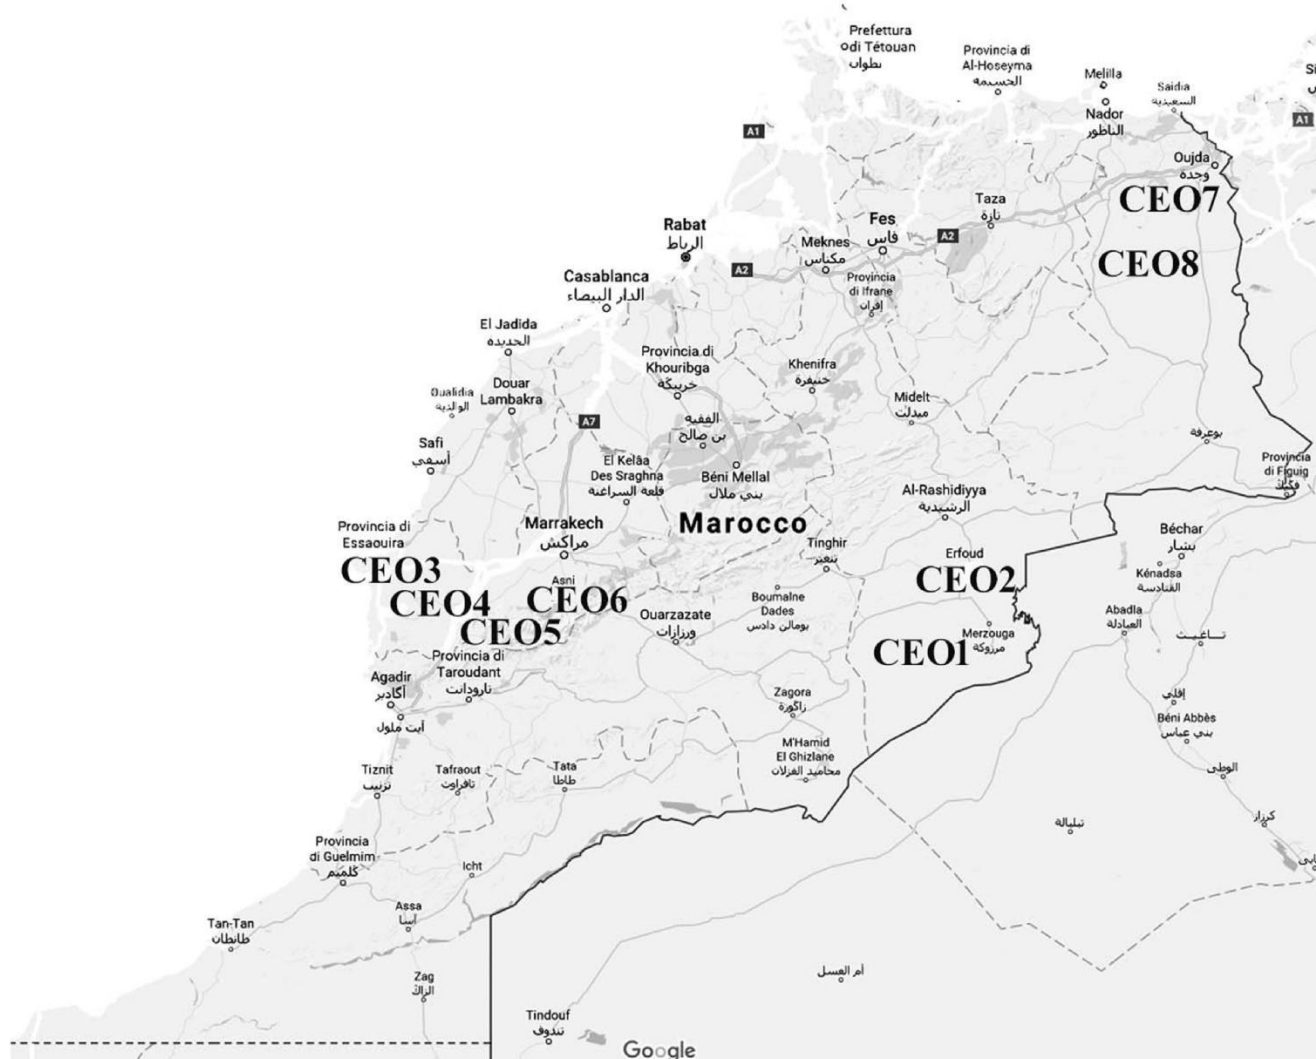 Prefettura
di Tétouan
تطوان
Provincia di
Al-Hoseyma
الحسيمة
Melilla
Saidia
السعيدية
Nador
الناظور
A1
A1
Oujda
وجدة
CEO7
Taza
تازة
Fes
فاس
A2
Rabat
الرباط
Meknes
مكناس
A2
CEO8
Casablanca
الدار البيضاء
Provincia
di Ifrane
إفران
El Jadida
الجديدة
Provincia di
Khouribga
خريبكة
Khenifra
خنيفرة
Douar
Lambakra
Oualidia
الوالدية
Midelt
ميدلت
A7
الفقيه
بن صالح
بوعرفة
Safi
أسفي
El Kelâa
Des Sraghna
قلعة السراغنة
Béni Mellal
بني ملال
Provincia
di Figuig
فكيك
Al-Rashidiyya
الرشيدية
Marocco
Provincia di
Essaouira
Marrakech
مراكش
Tinghir
تنغير
Erfoud
Béchar
بشار
CEO3
Asni
CEO2
Kénadsa
القنادسة
CEO4
CEO6
Boumalne
Dades
بومالن دادس
Ouarzazate
ورزازات
Abadla
العبادلة
CEO5
Merzouga
مرزوكة
تـــاغـيـت
CEO1
Provincia di
Taroudant
تارودانت
Agadir
أكادير
آيت ملول
Zagora
زاكورة
إقلي
Béni Abbès
بني عباس
M'Hamid
El Ghizlane
محاميد الغزلان
Tiznit
تزنيت
Tafraout
تافراوت
Tata
طاطا
الوطى
تبلبالة
كرزاز
Provincia
di Guelmim
كلميم
Icht
Assa
آسا
Tan-Tan
طانطان
Zag
الزاك
أم العسل
Tindouf
تندوف
Google